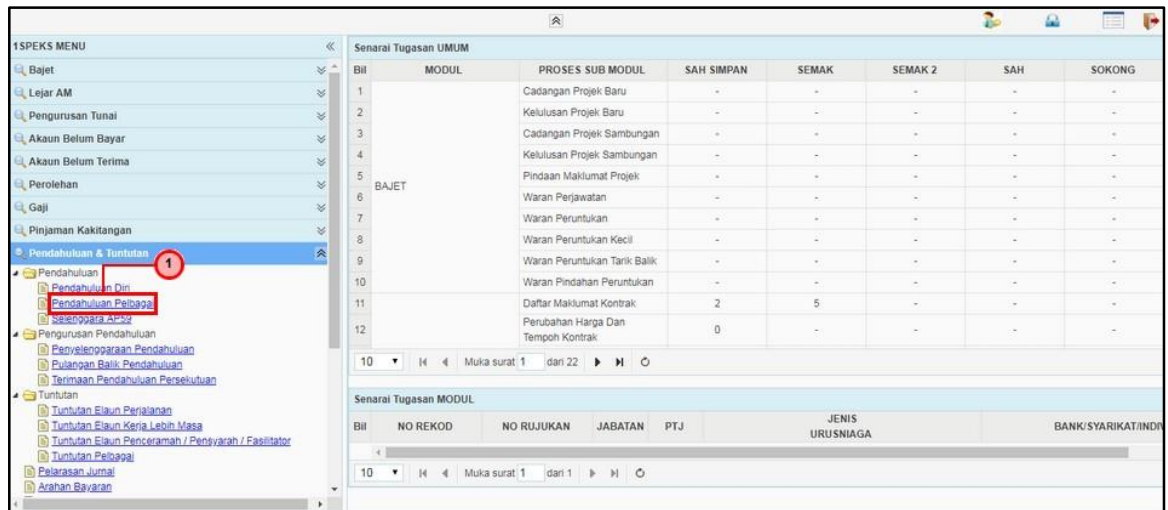 1SPEKS MENU
Bajet
Lejar AM
Pengurusan Tunai
Akaun Belum Bayar
Akaun Belum Terima
Perolehan
Gaji
Pinjaman Kakitangan
Pendahuluan & Tuntutan
1
Pendahuluan
Pendahuluan Diri
Pendahuluan Pelbagai
Selenggara AP59
Pengurusan Pendahuluan
Penyelenggaraan Pendahuluan
Pulangan Balik Pendahuluan
Terimaan Pendahuluan Persekutuan
Tuntutan
Tuntutan Elaun Perjalanan
Tuntutan Elaun Kerja Lebih Masa
Tuntutan Elaun Penceramah / Pensyarah / Fasilitator
Tuntutan Pelbagai
Pelarasan Jurnal
Arahan Bayaran
Senarai Tugasan UMUM
Bil MODUL PROSES SUB MODUL SAH SIMPAN SEMAK SEMAK 2 SAH SOKONG
1 Cadangan Projek Baru - - - - -
2 Kelulusan Projek Baru - - - - -
3 Cadangan Projek Sambungan - - - - -
4 Kelulusan Projek Sambungan - - - - -
5 Pindaan Maklumat Projek - - - - -
BAJET
6 Waran Perjawatan - - - - -
7 Waran Peruntukan - - - - -
8 Waran Peruntukan Kecil - - - - -
9 Waran Peruntukan Tarik Balik - - - - -
10 Waran Pindahan Peruntukan - - - - -
11 Daftar Maklumat Kontrak 2 5 - - -
12 Perubahan Harga Dan
Tempoh Kontrak 0 - - - -
10 Muka surat 1 dari 22
Senarai Tugasan MODUL
Bil NO REKOD NO RUJUKAN JABATAN PTJ JENIS
URUSNIAGA BANK/SYARIKAT/INDIV
10 Muka surat 1 dari 1